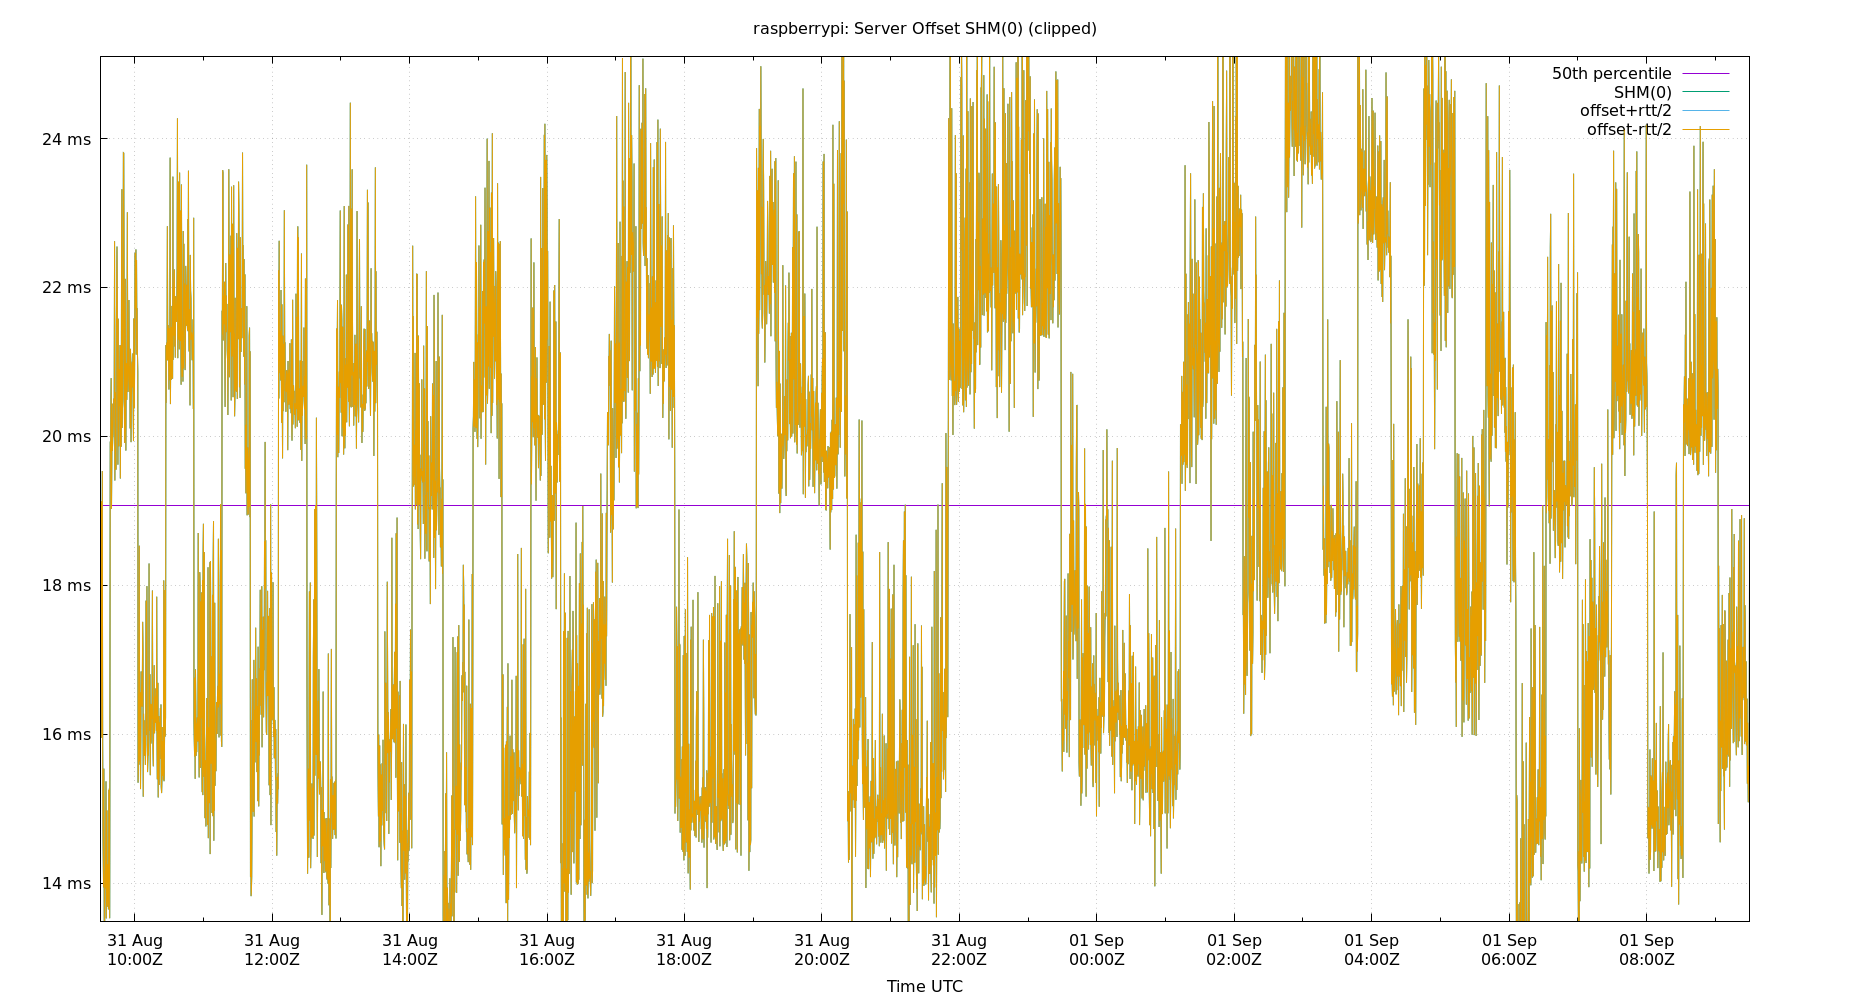 raspberrypi: Server Offset SHM(0) (clipped)
50th percentile
SHM(0)
offset+rtt/2
offset-rtt/2
24 ms
22 ms
20 ms
18 ms
16 ms
14 ms
31 Aug 31 Aug 31 Aug 31 Aug 31 Aug 31 Aug 31 Aug 01 Sep 01 Sep 01 Sep 01 Sep 01 Sep
10:00Z 12:00Z 14:00Z 16:00Z 18:00Z 20:00Z 22:00Z 00:00Z 02:00Z 04:00Z 06:00Z 08:00Z
Time UTC